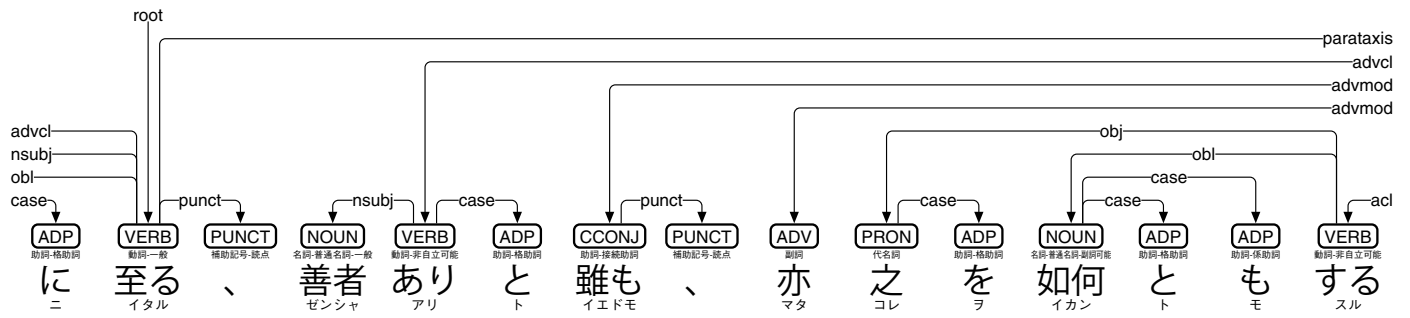 root
parataxis
advcl
advmod
advmod
advcl obj
nsubj obl
obl case
case punct nsubj case punct case case acl
ADP VERB PUNCT NOUN VERB ADP CCONJ PUNCT ADV PRON ADP NOUN ADP ADP VERB
助詞-格助詞 動詞-一般 補助記号-読点 名詞-普通名詞-一般 動詞-非自立可能 助詞-格助詞 助詞-接続助詞 補助記号-読点 副詞 代名詞 助詞-格助詞 名詞-普通名詞-副詞可能 助詞-格助詞 助詞-係助詞 動詞-非自立可能
に 至る 、 善者 あり と 雖も 、 亦 之 を 如何 と も する
ニ イタル ゼンシャ アリ ト イエドモ マタ コレ ヲ イカン ト モ スル